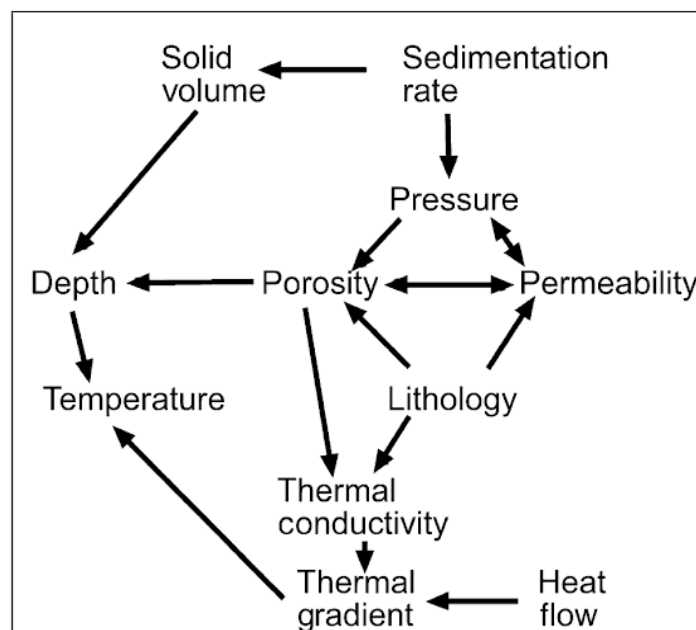 Solid
volume
Sedimentation
rate
Pressure
Depth
Porosity
Permeability
Temperature
Lithology
Thermal
conductivity
Thermal
gradient
Heat
flow